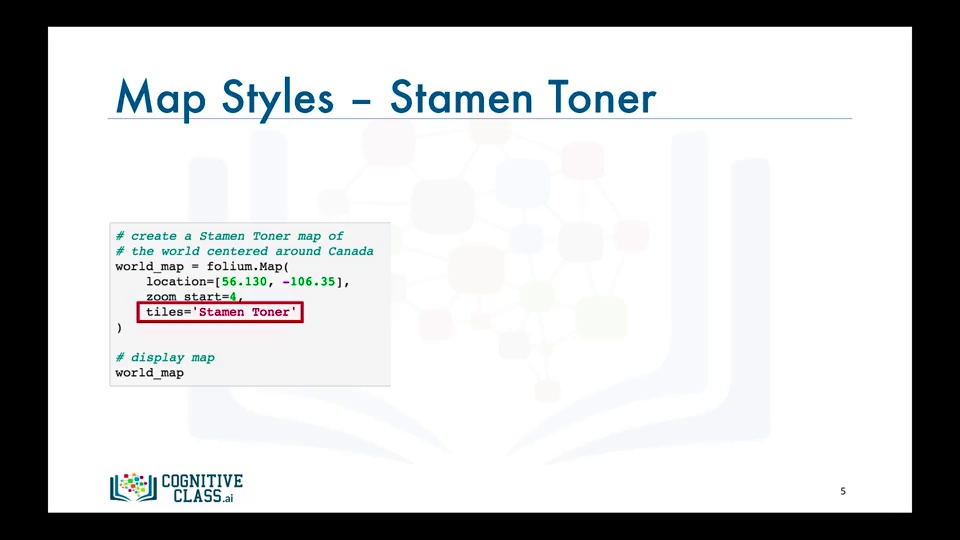 Map Styles – Stamen Toner
# create a Stamen Toner map of
# the world centered around Canada
world_map = folium.Map(
    location=[56.130, -106.35],
    zoom_start=4,
    tiles='Stamen Toner'
)
# display map
world_map
COGNITIVE
CLASS.ai
5